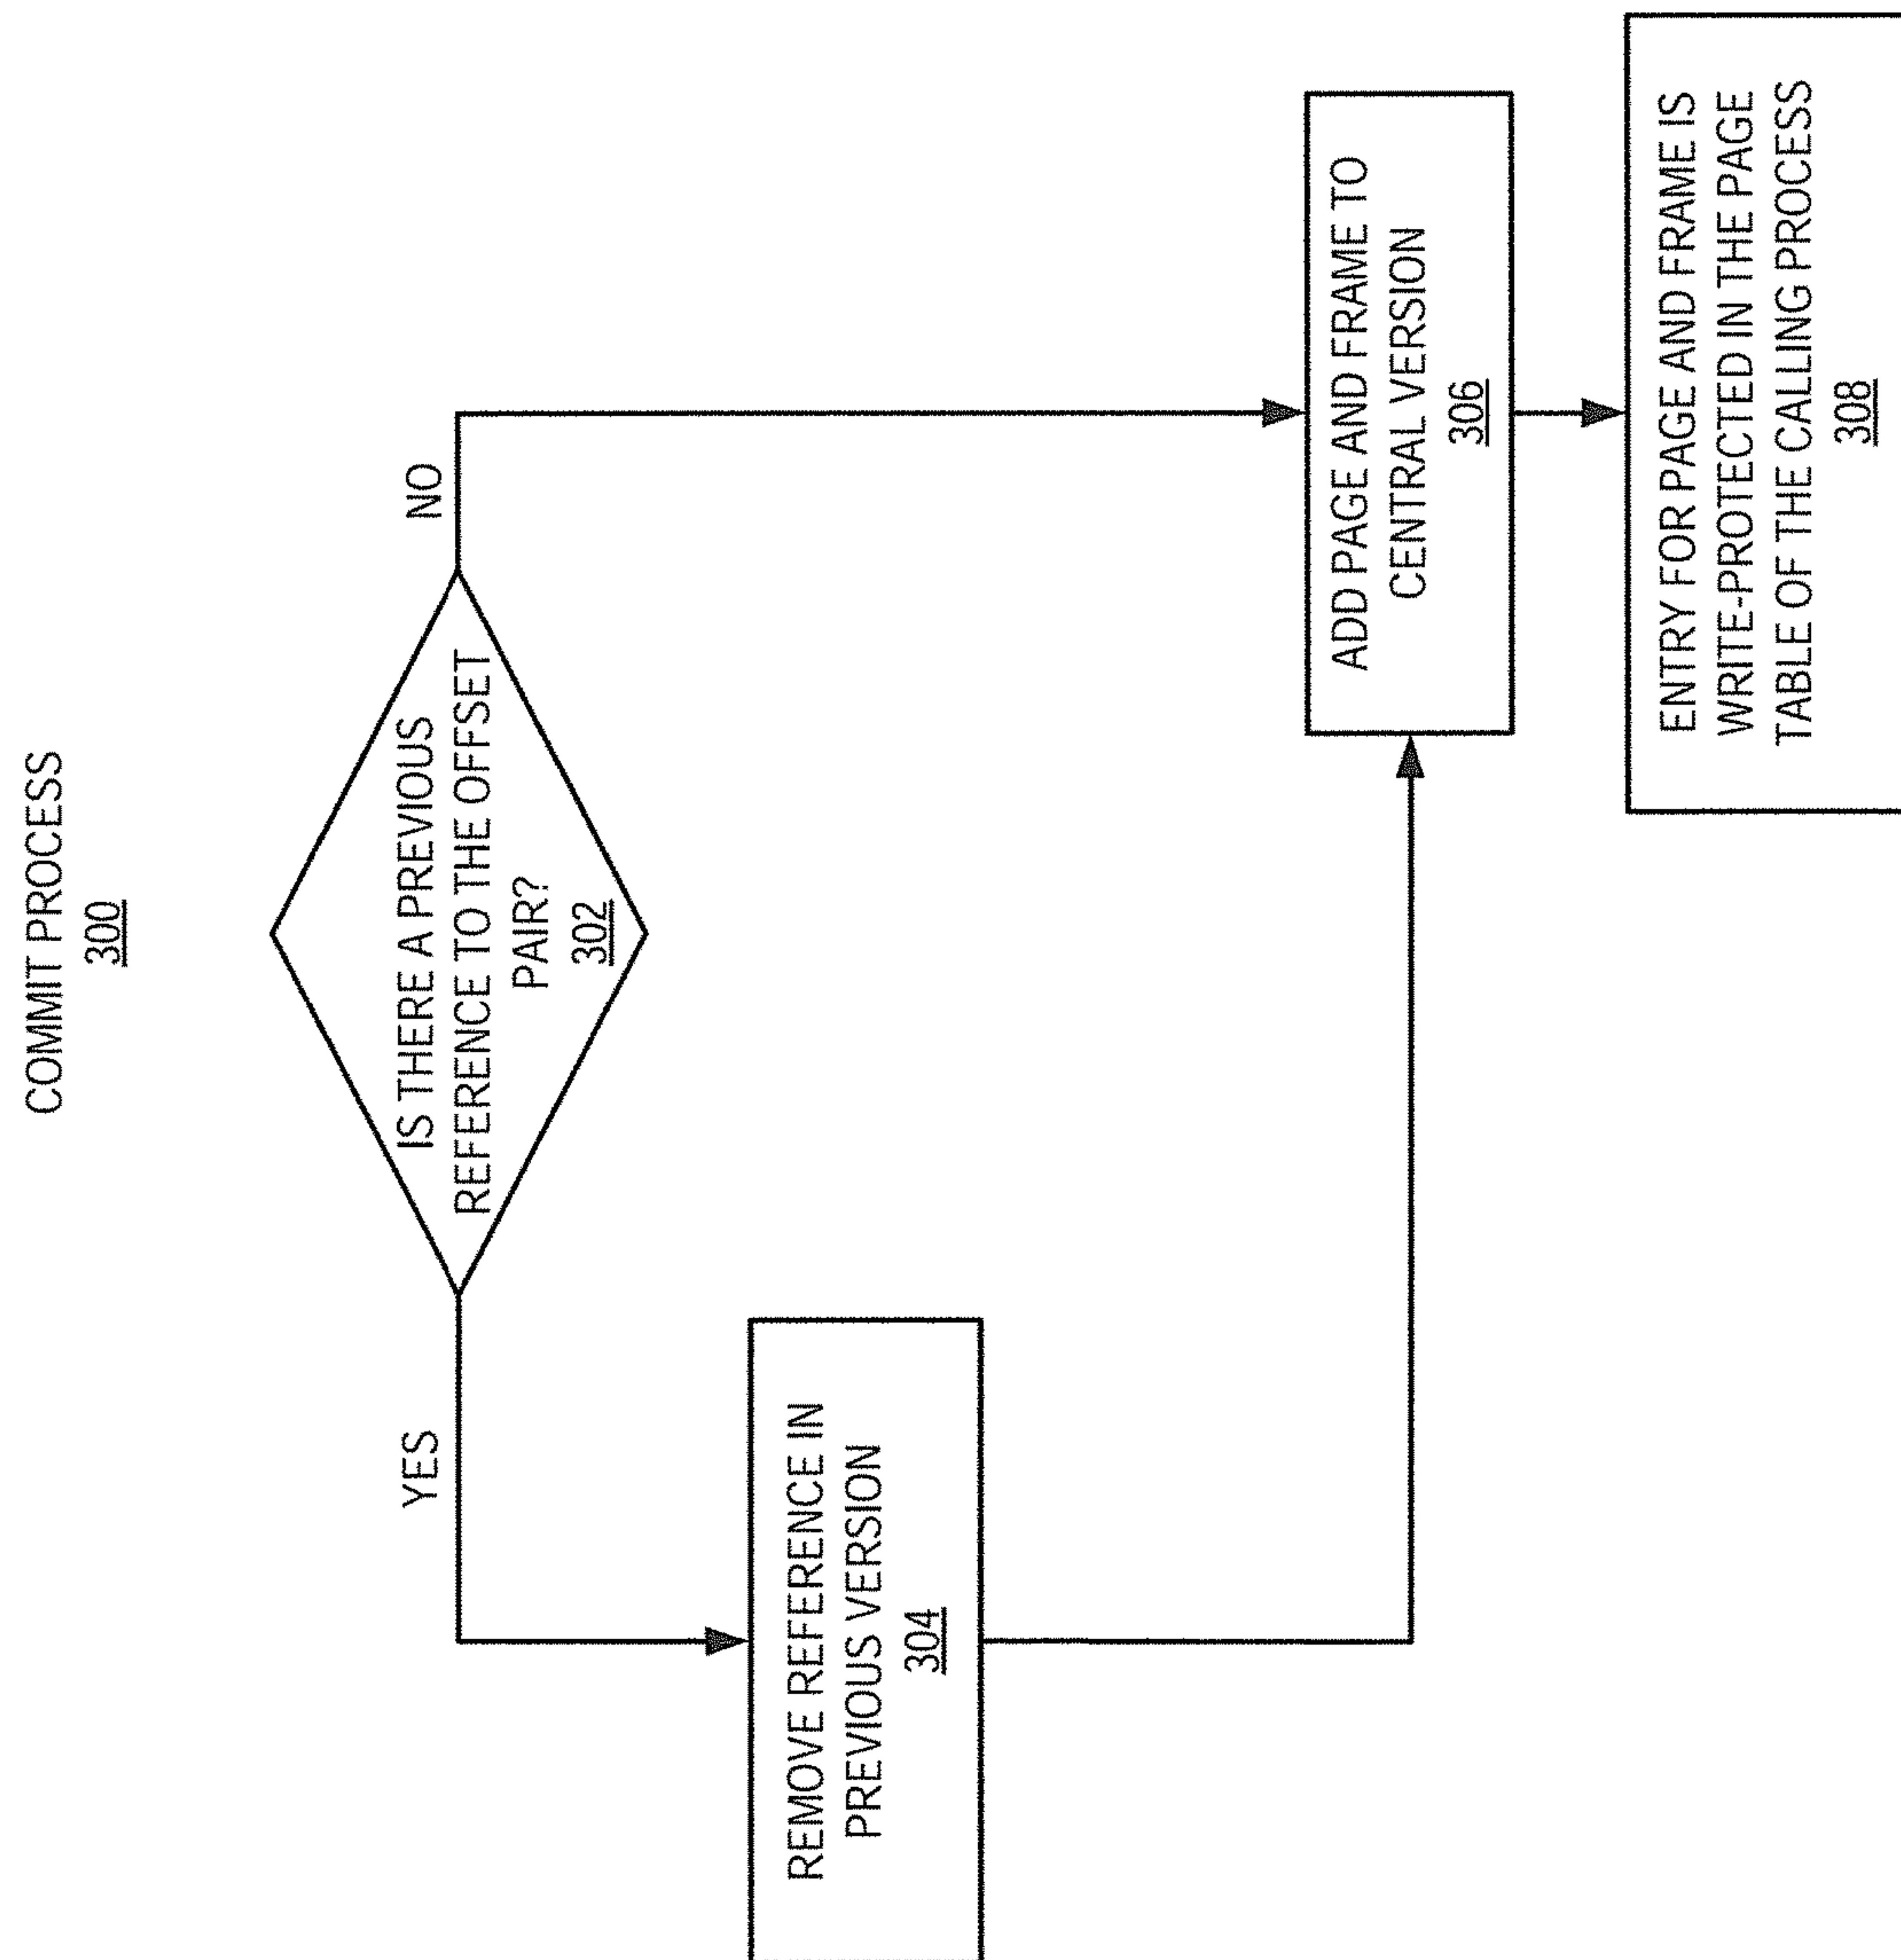 COMMIT PROCESS
300
IS THERE A PREVIOUS
REFERENCE TO THE OFFSET
PAIR?
302
YES
NO
REMOVE REFERENCE IN
PREVIOUS VERSION
304
ADD PAGE AND FRAME TO
CENTRAL VERSION
306
ENTRY FOR PAGE AND FRAME IS
WRITE-PROTECTED IN THE PAGE
TABLE OF THE CALLING PROCESS
308